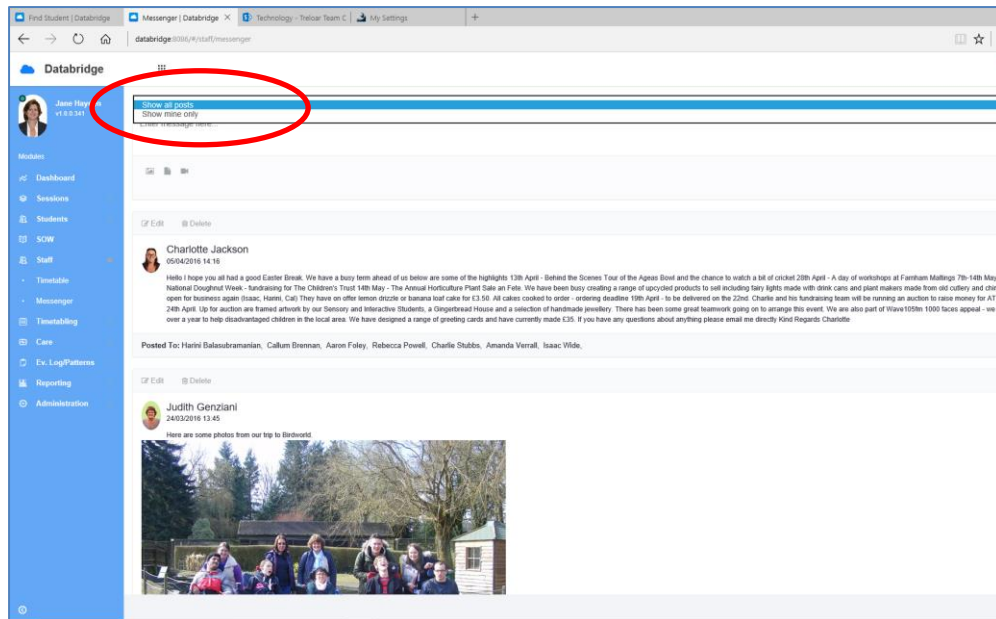 Find Student | Databridge
Messenger | Databridge
Technology - Treloar Team C
My Settings
databridge:8086/#/staff/messenger
Databridge
Jane Hay
v1.0.0.341
Show all posts
Show mine only
Enter message here...
Modules
Dashboard
Sessions
Students
SOW
Staff
Timetable
Messenger
Timetabling
Care
Ev. Log/Patterns
Reporting
Administration
Edit Delete
Charlotte Jackson
05/04/2016 14:16
Hello I hope you all had a good Easter Break. We have a busy term ahead of us below are some of the highlights 13th April - Behind the Scenes Tour of the Ageas Bowl and the chance to watch a bit of cricket 28th April - A day of workshops at Farnham Maltings 7th-14th May
National Doughnut Week - fundraising for The Children's Trust 14th May - The Annual Horticulture Plant Sale an Fete. We have been busy creating a range of upcycled products to sell including fairy lights made with drink cans and plant makers made from old cutlery and chi
open for business again (Isaac, Harini, Cal) They have on offer lemon drizzle or banana loaf cake for £3.50. All cakes cooked to order - ordering deadline 19th April - to be delivered on the 22nd. Charlie and his fundraising team will be running an auction to raise money for AT
24th April. Up for auction are framed artwork by our Sensory and Interactive Students, a Gingerbread House and a selection of handmade jewellery. There has been some great teamwork going on to arrange this event. We are also part of Wave105fm 1000 faces appeal - we
over a year to help disadvantaged children in the local area. We have designed a range of greeting cards and have currently made £35. If you have any questions about anything please email me directly Kind Regards Charlotte
Posted To: Harini Balasubramanian, Callum Brennan, Aaron Foley, Rebecca Powell, Charlie Stubbs, Amanda Verrall, Isaac Wide,
Edit Delete
Judith Genziani
24/03/2016 13:45
Here are some photos from our trip to Birdworld.